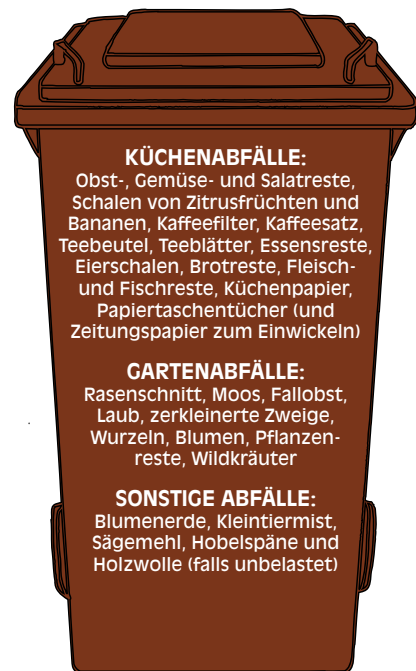 KÜCHENABFÄLLE:
Obst-, Gemüse- und Salatreste,
Schalen von Zitrusfrüchten und
Bananen, Kaffeefilter, Kaffeesatz,
Teebeutel, Teeblätter, Essensreste,
Eierschalen, Brotreste, Fleisch-
und Fischreste, Küchenpapier,
Papiertaschentücher (und
Zeitungspapier zum Einwickeln)
GARTENABFÄLLE:
Rasenschnitt, Moos, Fallobst,
Laub, zerkleinerte Zweige,
Wurzeln, Blumen, Pflanzen-
reste, Wildkräuter
SONSTIGE ABFÄLLE:
Blumenerde, Kleintiermist,
Sägemehl, Hobelspäne und
Holzwolle (falls unbelastet)